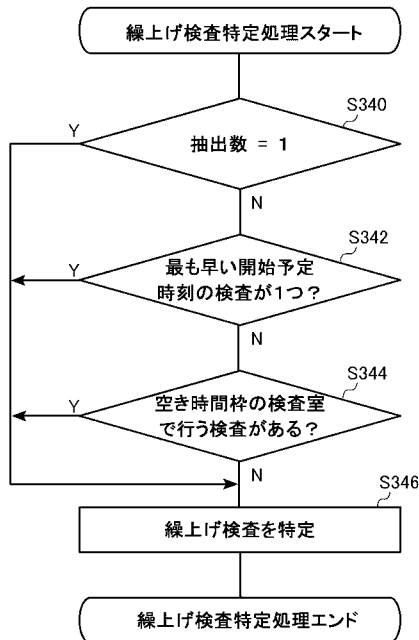 繰上げ検査特定処理スタート
S340
Y
抽出数 = 1
N
S342
Y
最も早い開始予定
時刻の検査が1つ?
N
S344
Y
空き時間枠の検査室
で行う検査がある?
N
S346
繰上げ検査を特定
繰上げ検査特定処理エンド